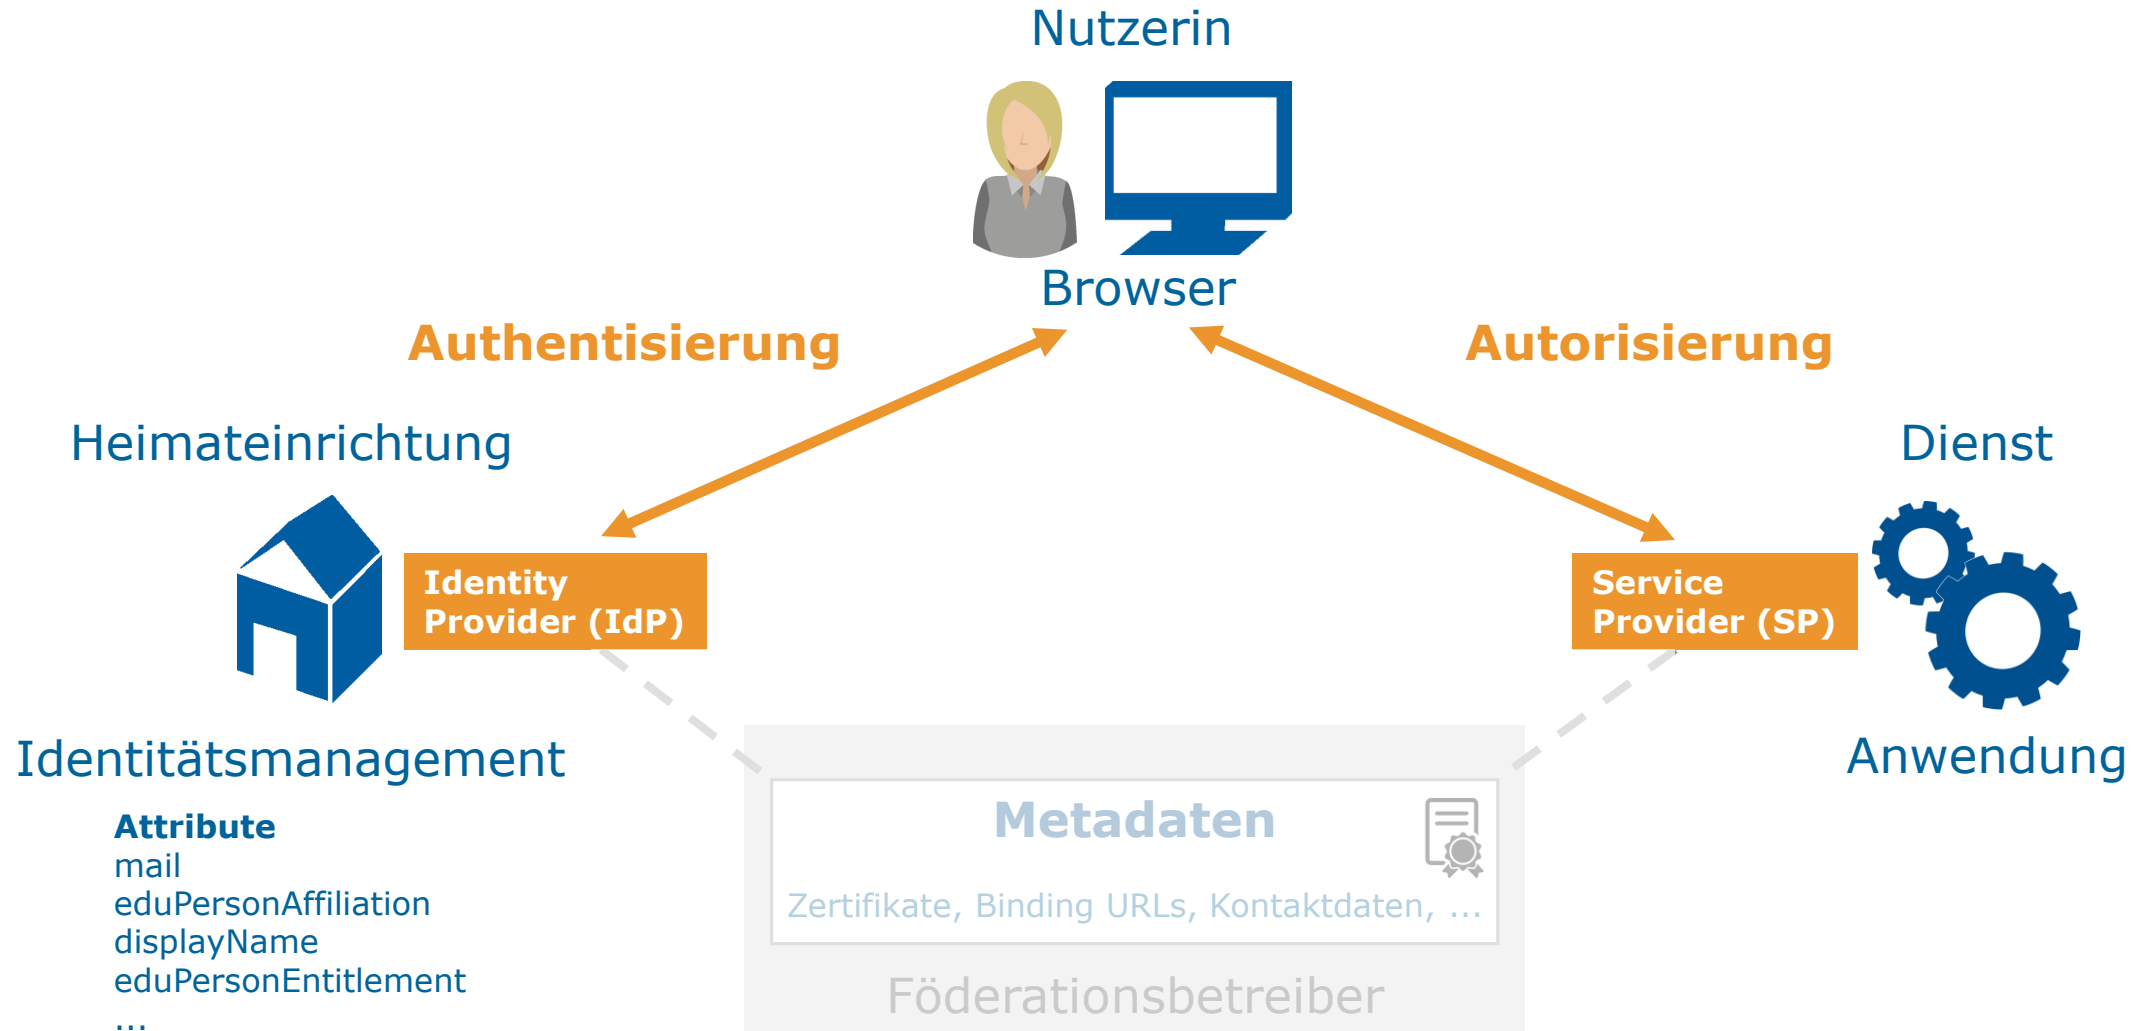 Nutzerin
Browser
Authentisierung
Autorisierung
Heimateinrichtung
Dienst
Identity
Provider (IdP)
Service
Provider (SP)
Identitätsmanagement
Anwendung
Attribute
mail
eduPersonAffiliation
displayName
eduPersonEntitlement
...
Metadaten
Zertifikate, Binding URLs, Kontaktdaten, ...
Föderationsbetreiber